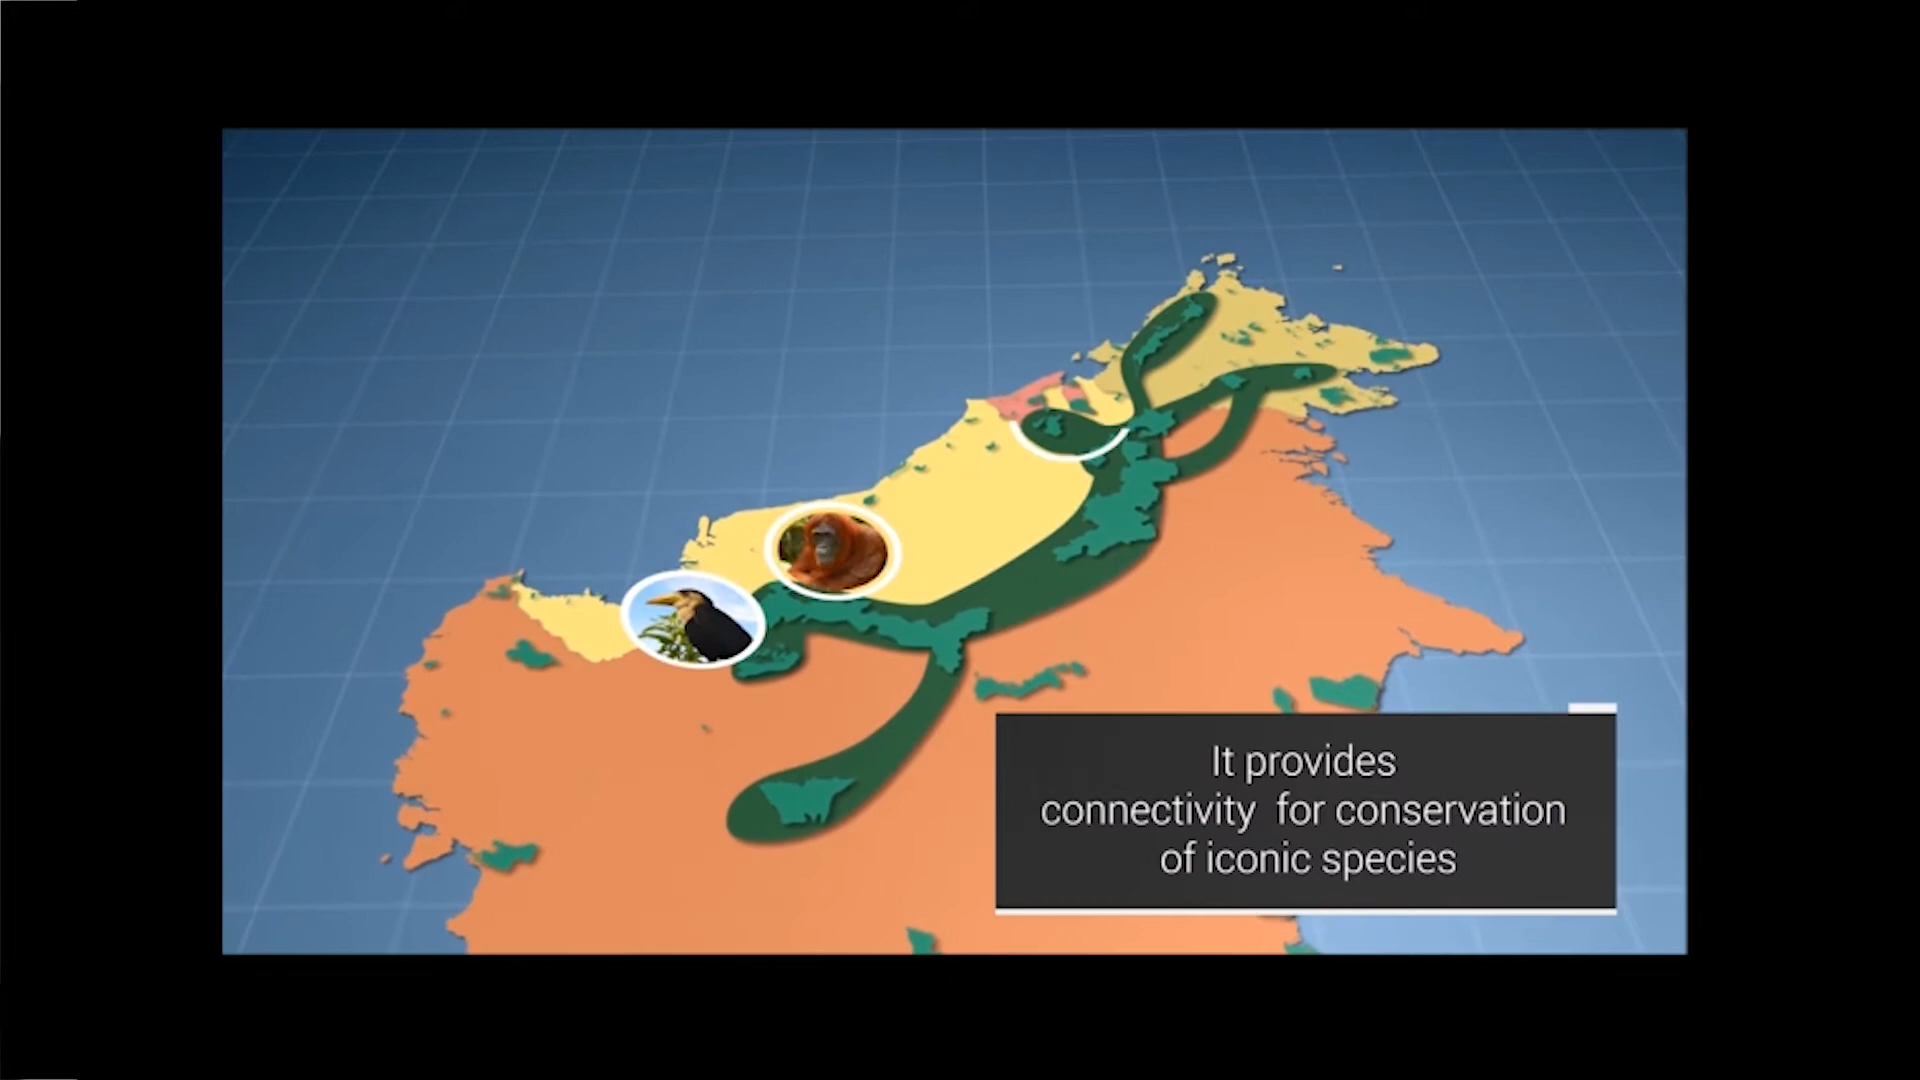 It provides
connectivity for conservation
of iconic species